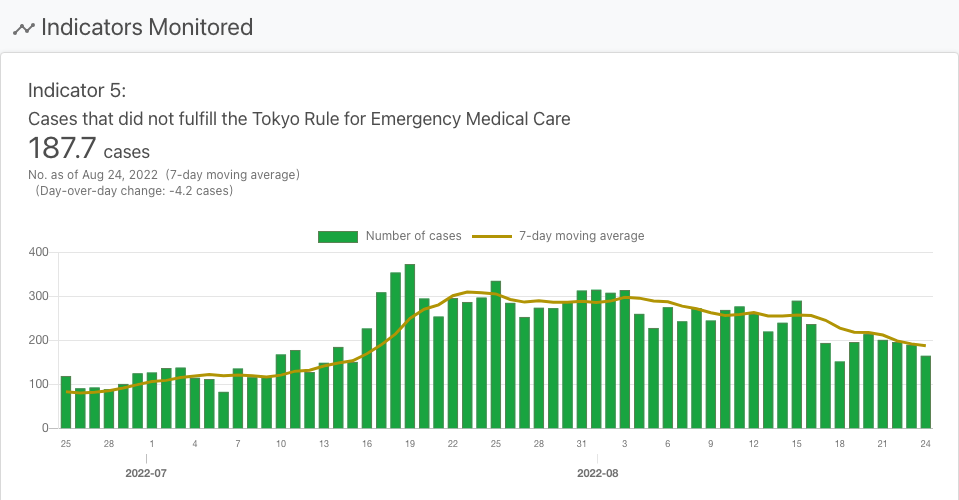 Indicators Monitored
Indicator 5:
Cases that did not fulfill the Tokyo Rule for Emergency Medical Care
187.7 cases
No. as of Aug 24, 2022 (7-day moving average)
(Day-over-day change: -4.2 cases)
Number of cases 7-day moving average
400
300
200
100
0
25 28 1 4 7 10 13 16 19 22 25 28 31 3 6 9 12 15 18 21 24
2022-07 2022-08